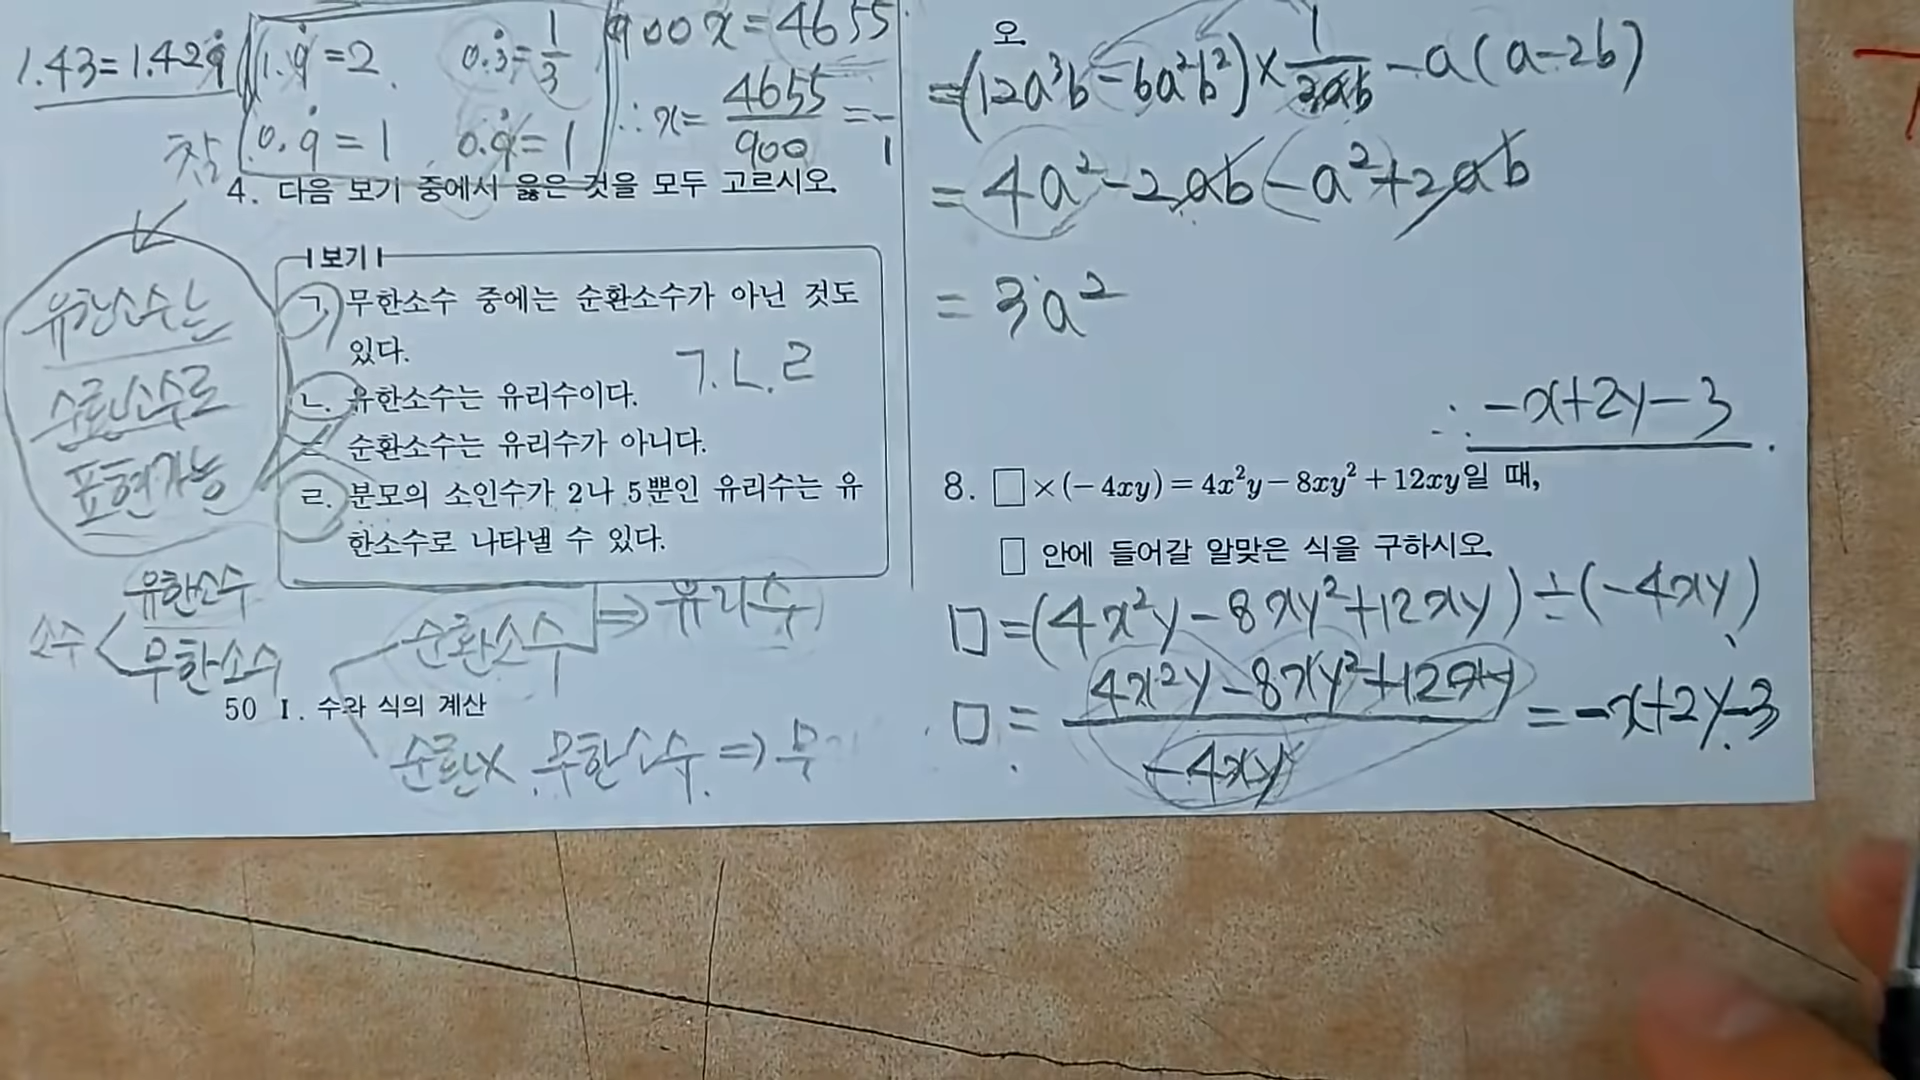 1.43=1.429̇
1.9̇=2 0.3̇=1/3
0.9̇=1 0.9̇=1
900x=4655
∴ x=4655/900=
4. 다음 보기 중에서 옳은 것을 모두 고르시오.
보기
ㄱ. 무한소수 중에는 순환소수가 아닌 것도
있다.
ㄱ.ㄴ.ㄹ
ㄴ. 유한소수는 유리수이다.
ㄷ. 순환소수는 유리수가 아니다.
ㄹ. 분모의 소인수가 2나 5뿐인 유리수는 유
한소수로 나타낼 수 있다.
유한소수는
순환소수로
표현가능
소수 < 유한소수
무한소수
순환소수 ⇒ 유리수
순환X 무한소수 ⇒ 무
50 Ⅰ. 수와 식의 계산
오
=(12a³b-6a²b²)×1/3ab-a(a-2b)
=4a²-2ab-a²+2ab
=3a²
∴ -x+2y-3
8. □×(-4xy)=4x²y-8xy²+12xy일 때,
□ 안에 들어갈 알맞은 식을 구하시오.
□=(4x²y-8xy²+12xy)÷(-4xy)
□=4x²y-8xy²+12xy/-4xy=-x+2y-3